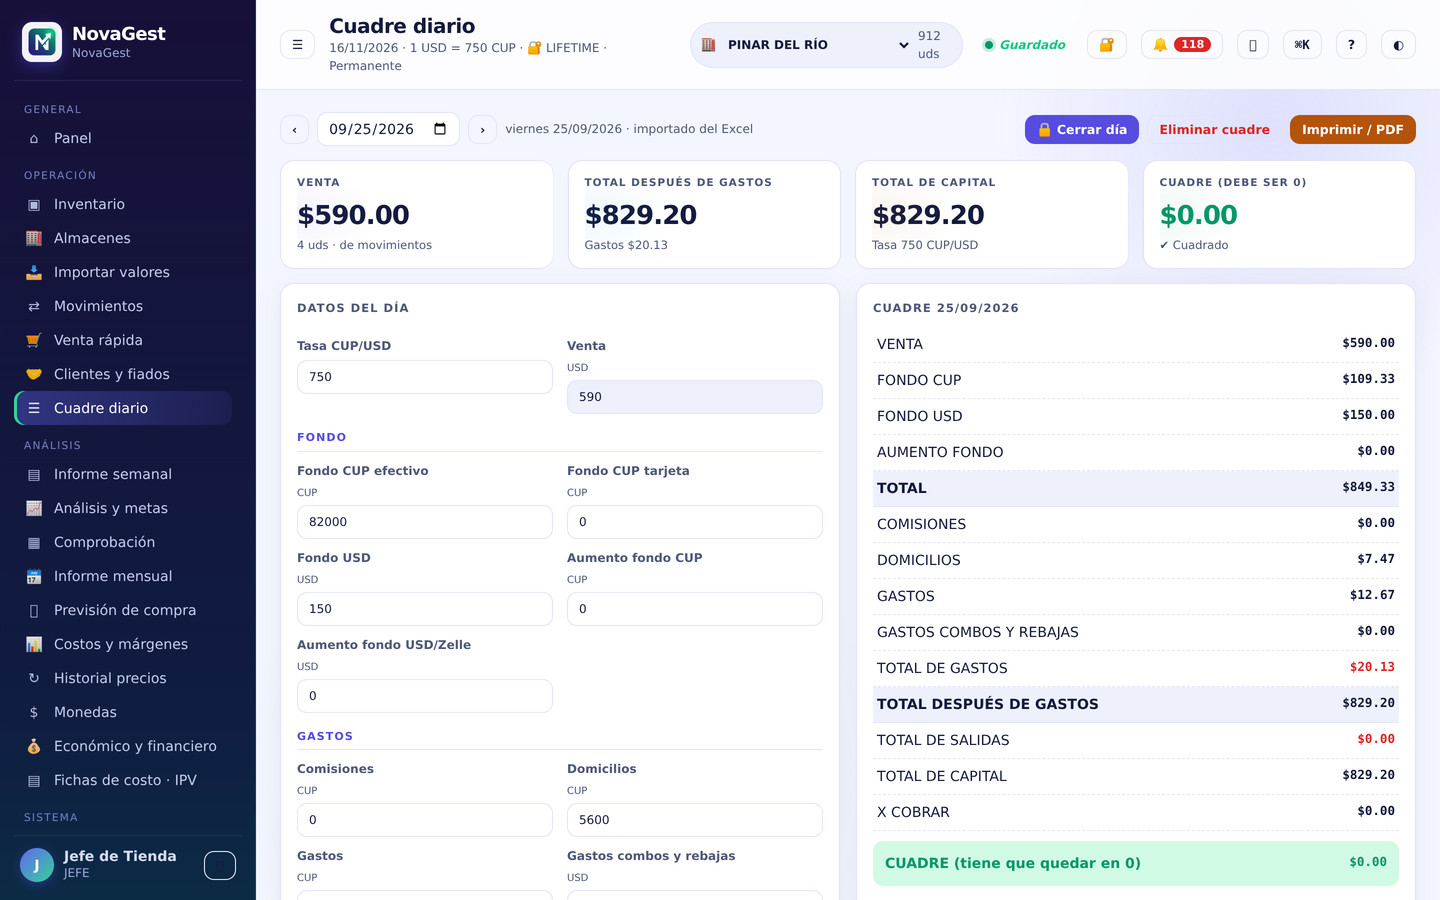 NovaGest
NovaGest
GENERAL
Panel
OPERACIÓN
Inventario
Almacenes
Importar valores
Movimientos
Venta rápida
Clientes y fiados
Cuadre diario
ANÁLISIS
Informe semanal
Análisis y metas
Comprobación
Informe mensual
Previsión de compra
Costos y márgenes
Historial precios
$ Monedas
Económico y financiero
Fichas de costo · IPV
SISTEMA
J
Jefe de Tienda
JEFE
Cuadre diario
16/11/2026 · 1 USD = 750 CUP · 🔐 LIFETIME ·
Permanente
PINAR DEL RÍO
912
uds
Guardado
118
⌘K
?
09/25/2026
viernes 25/09/2026 · importado del Excel
Cerrar día
Eliminar cuadre
Imprimir / PDF
VENTA
$590.00
4 uds · de movimientos
TOTAL DESPUÉS DE GASTOS
$829.20
Gastos $20.13
TOTAL DE CAPITAL
$829.20
Tasa 750 CUP/USD
CUADRE (DEBE SER 0)
$0.00
✔ Cuadrado
DATOS DEL DÍA
Tasa CUP/USD
750
Venta
USD
590
FONDO
Fondo CUP efectivo
CUP
82000
Fondo CUP tarjeta
CUP
0
Fondo USD
USD
150
Aumento fondo CUP
CUP
0
Aumento fondo USD/Zelle
USD
0
GASTOS
Comisiones
CUP
0
Domicilios
CUP
5600
Gastos
CUP
Gastos combos y rebajas
USD
CUADRE 25/09/2026
VENTA $590.00
FONDO CUP $109.33
FONDO USD $150.00
AUMENTO FONDO $0.00
TOTAL $849.33
COMISIONES $0.00
DOMICILIOS $7.47
GASTOS $12.67
GASTOS COMBOS Y REBAJAS $0.00
TOTAL DE GASTOS $20.13
TOTAL DESPUÉS DE GASTOS $829.20
TOTAL DE SALIDAS $0.00
TOTAL DE CAPITAL $829.20
X COBRAR $0.00
CUADRE (tiene que quedar en 0) $0.00